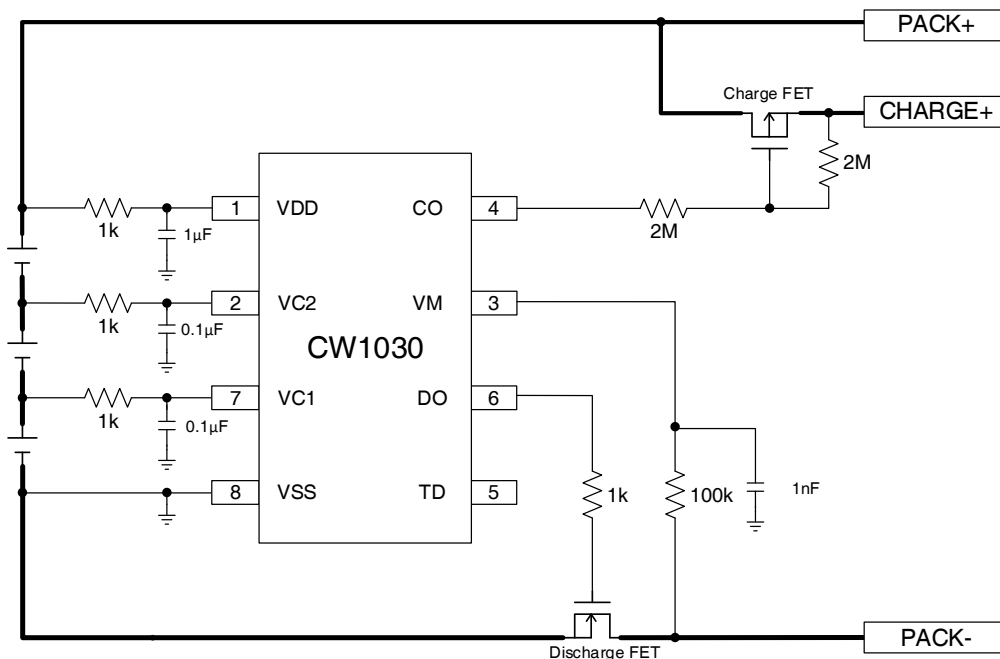 PACK+
Charge FET
CHARGE+
2M
1 VDD CO 4
1k 1µF 2M
2 VC2 VM 3
1k 0.1µF
CW1030
7 VC1 DO 6
1k 0.1µF
8 VSS TD 5
1k 100k 1nF
PACK-
Discharge FET